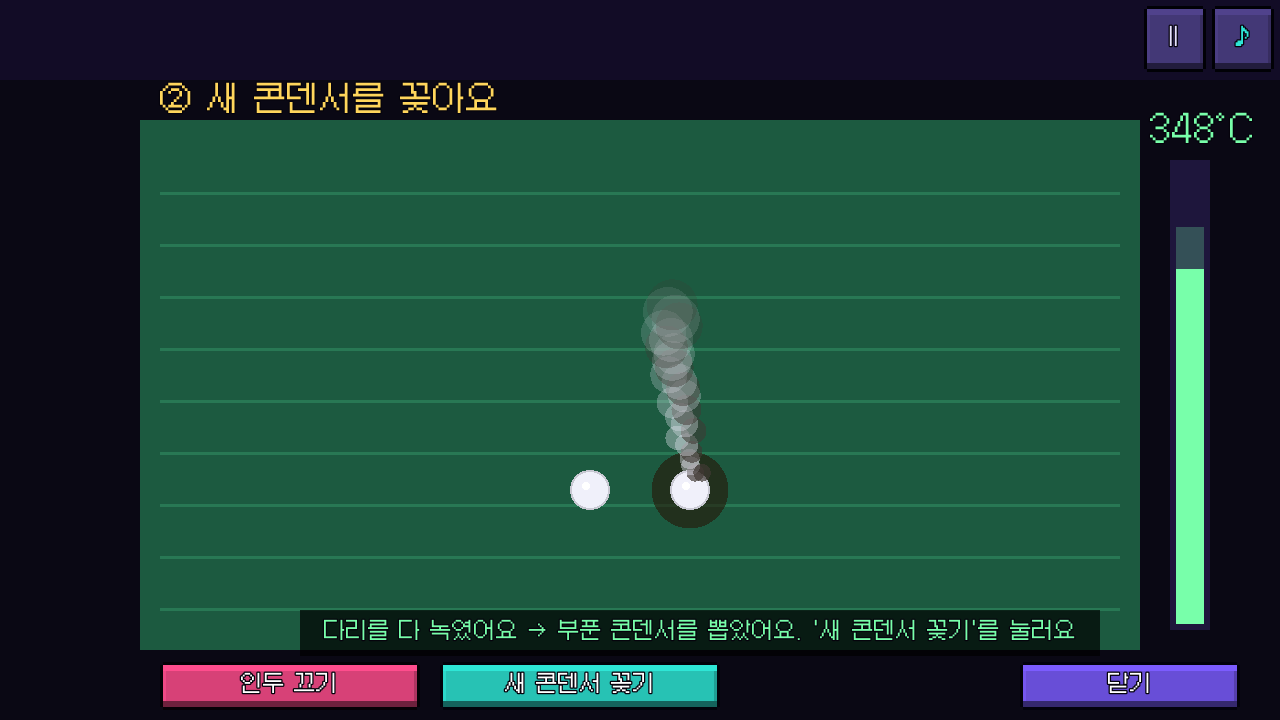 ② 새 콘덴서를 꽂아요
348°C
다리를 다 녹였어요 → 부푼 콘덴서를 뽑았어요. '새 콘덴서 꽂기'를 눌러요
인두 끄기
새 콘덴서 꽂기
닫기